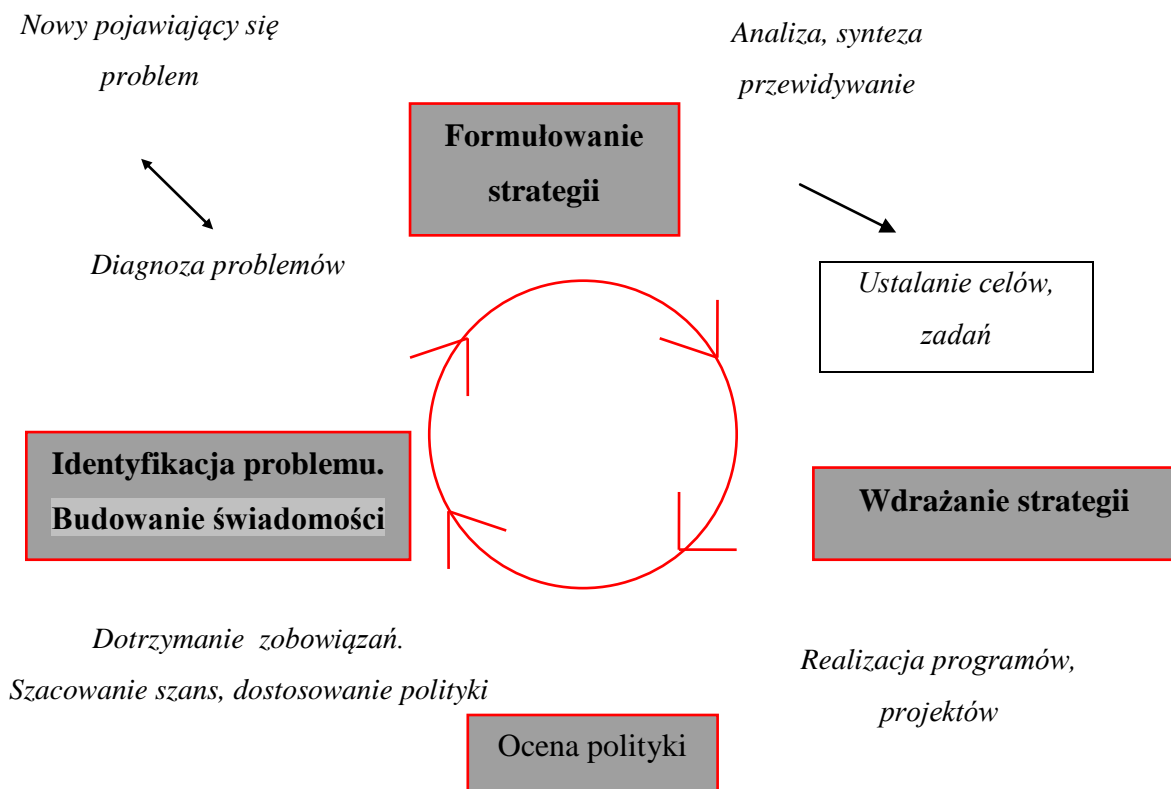 Nowy pojawiający się
problem
Analiza, synteza
przewidywanie
Formułowanie
strategii
Diagnoza problemów
Ustalanie celów,
zadań
Identyfikacja problemu.
Budowanie świadomości
Wdrażanie strategii
Dotrzymanie zobowiązań.
Szacowanie szans, dostosowanie polityki
Realizacja programów,
projektów
Ocena polityki